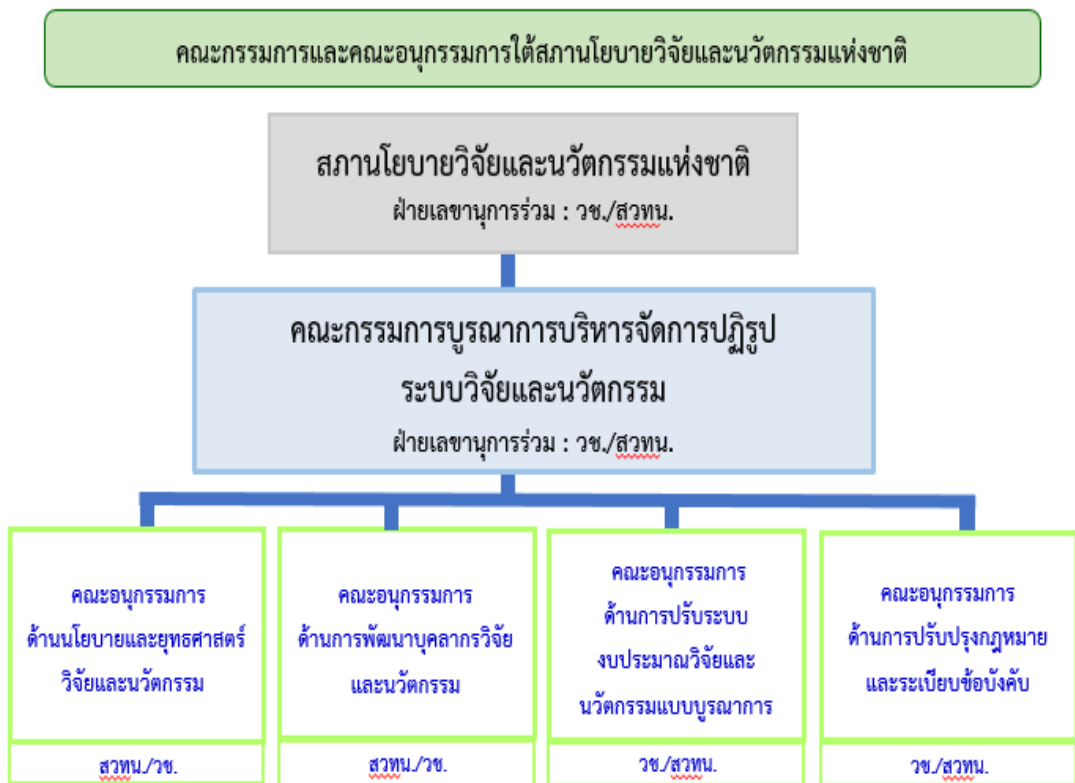 คณะกรรมการและคณะอนุกรรมการใต้สภานโยบายวิจัยและนวัตกรรมแห่งชาติ
สภานโยบายวิจัยและนวัตกรรมแห่งชาติ
ฝ่ายเลขานุการร่วม : วช./สวทน.
คณะกรรมการบูรณาการบริหารจัดการปฏิรูป
ระบบวิจัยและนวัตกรรม
ฝ่ายเลขานุการร่วม : วช./สวทน.
คณะอนุกรรมการ
ด้านนโยบายและยุทธศาสตร์
วิจัยและนวัตกรรม
สวทน./วช.
คณะอนุกรรมการ
ด้านการพัฒนาบุคลากรวิจัย
และนวัตกรรม
สวทน./วช.
คณะอนุกรรมการ
ด้านการปรับระบบ
งบประมาณวิจัยและ
นวัตกรรมแบบบูรณาการ
วช./สวทน.
คณะอนุกรรมการ
ด้านการปรับปรุงกฎหมาย
และระเบียบข้อบังคับ
วช./สวทน.